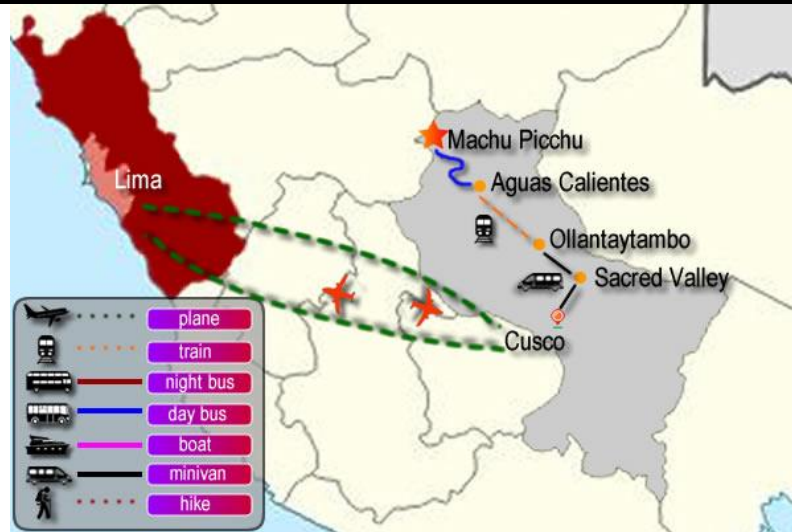 Machu Picchu
Lima
Aguas Calientes
Ollantaytambo
Sacred Valley
Cusco
plane
train
night bus
day bus
boat
minivan
hike